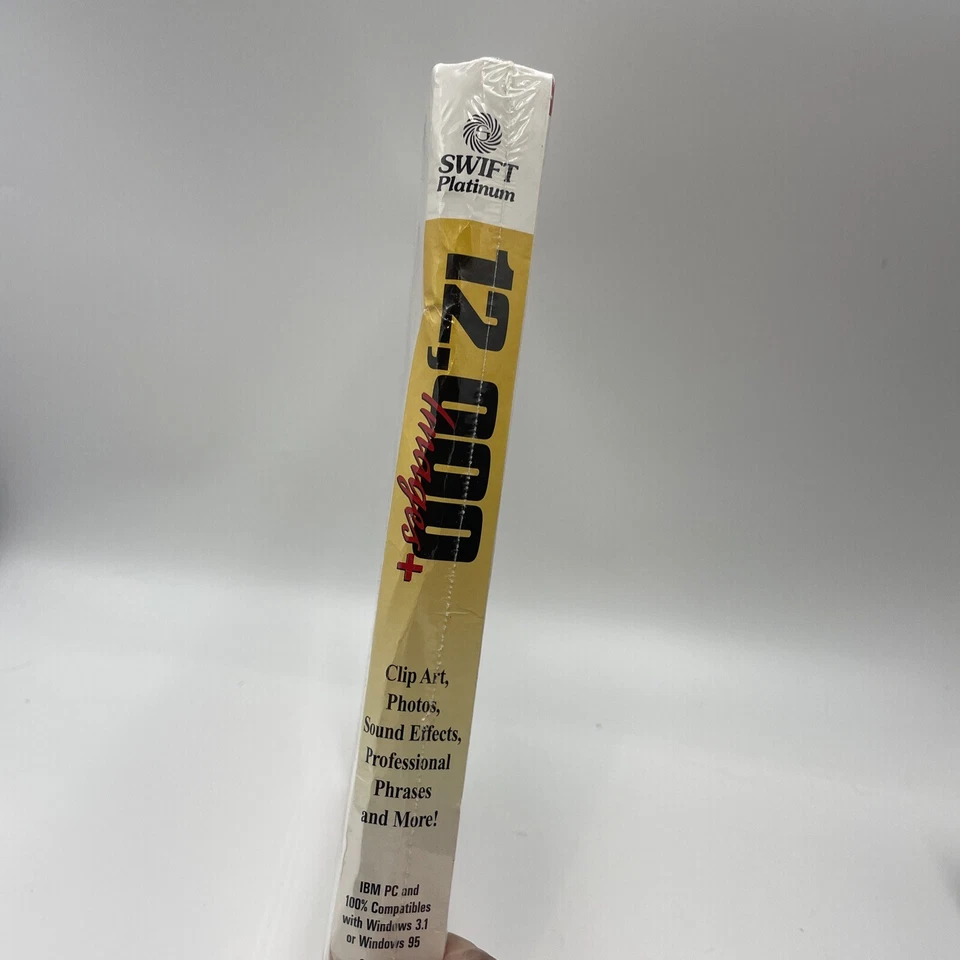 SWIFT
Platinum
12,000
Images+
Clip Art,
Photos,
Sound Effects,
Professional
Phrases
and More!
IBM PC and
100% Compatibles
with Windows 3.1
or Windows 95